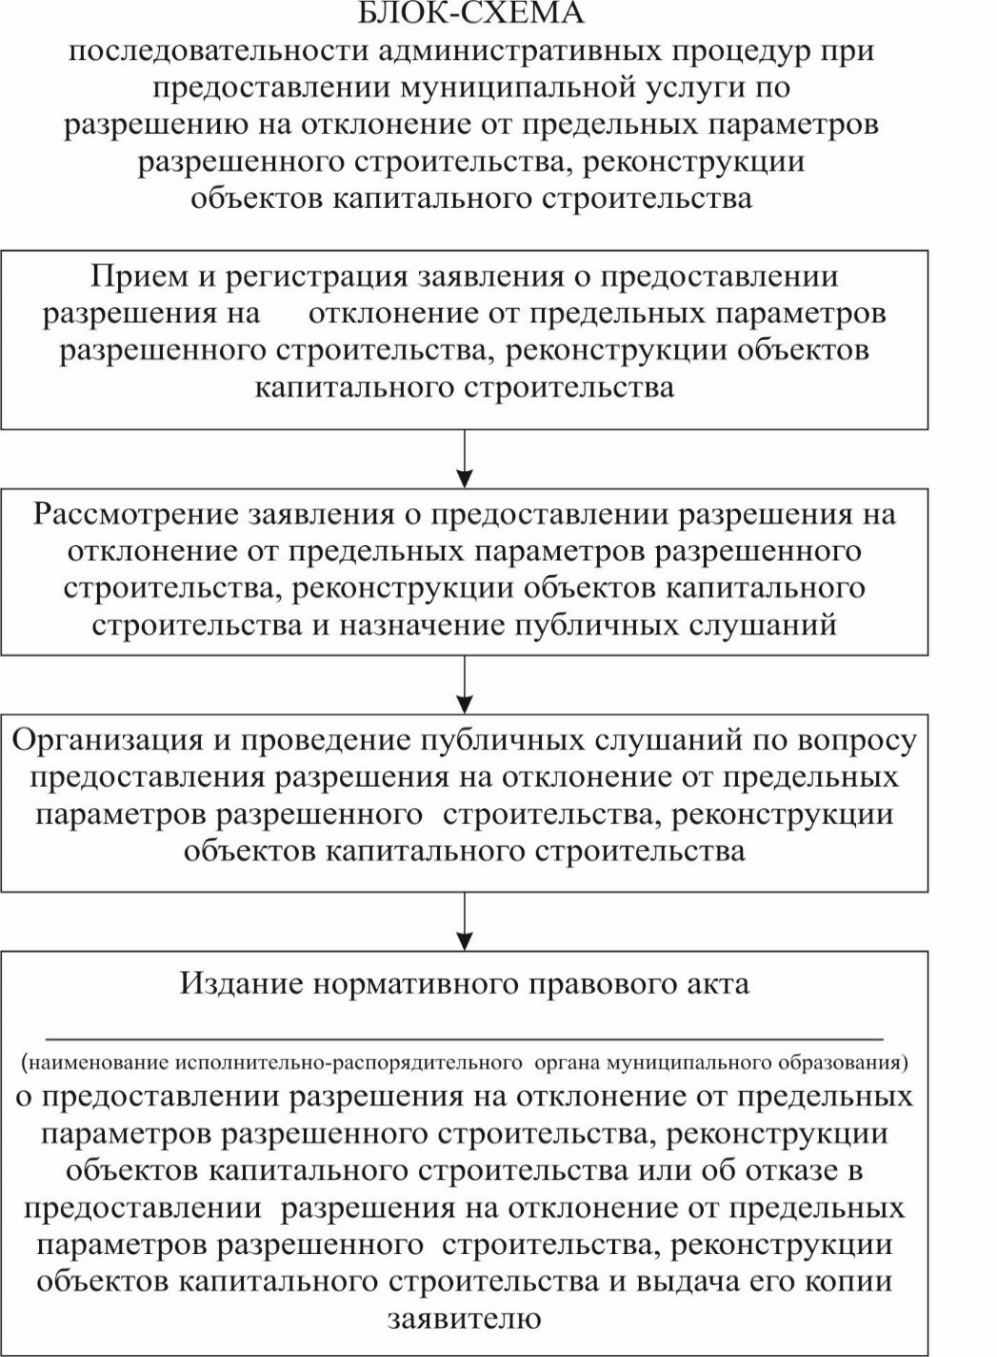 БЛОК-СХЕМА
последовательности административных процедур при
предоставлении муниципальной услуги по
разрешению на отклонение от предельных параметров
разрешенного строительства, реконструкции
объектов капитального строительства
Прием и регистрация заявления о предоставлении
разрешения на отклонение от предельных параметров
разрешенного строительства, реконструкции объектов
капитального строительства
Рассмотрение заявления о предоставлении разрешения на
отклонение от предельных параметров разрешенного
строительства, реконструкции объектов капитального
строительства и назначение публичных слушаний
Организация и проведение публичных слушаний по вопросу
предоставления разрешения на отклонение от предельных
параметров разрешенного строительства, реконструкции
объектов капитального строительства
Издание нормативного правового акта
(наименование исполнительно-распорядительного органа муниципального образования)
о предоставлении разрешения на отклонение от предельных
параметров разрешенного строительства, реконструкции
объектов капитального строительства или об отказе в
предоставлении разрешения на отклонение от предельных
параметров разрешенного строительства, реконструкции
объектов капитального строительства и выдача его копии
заявителю